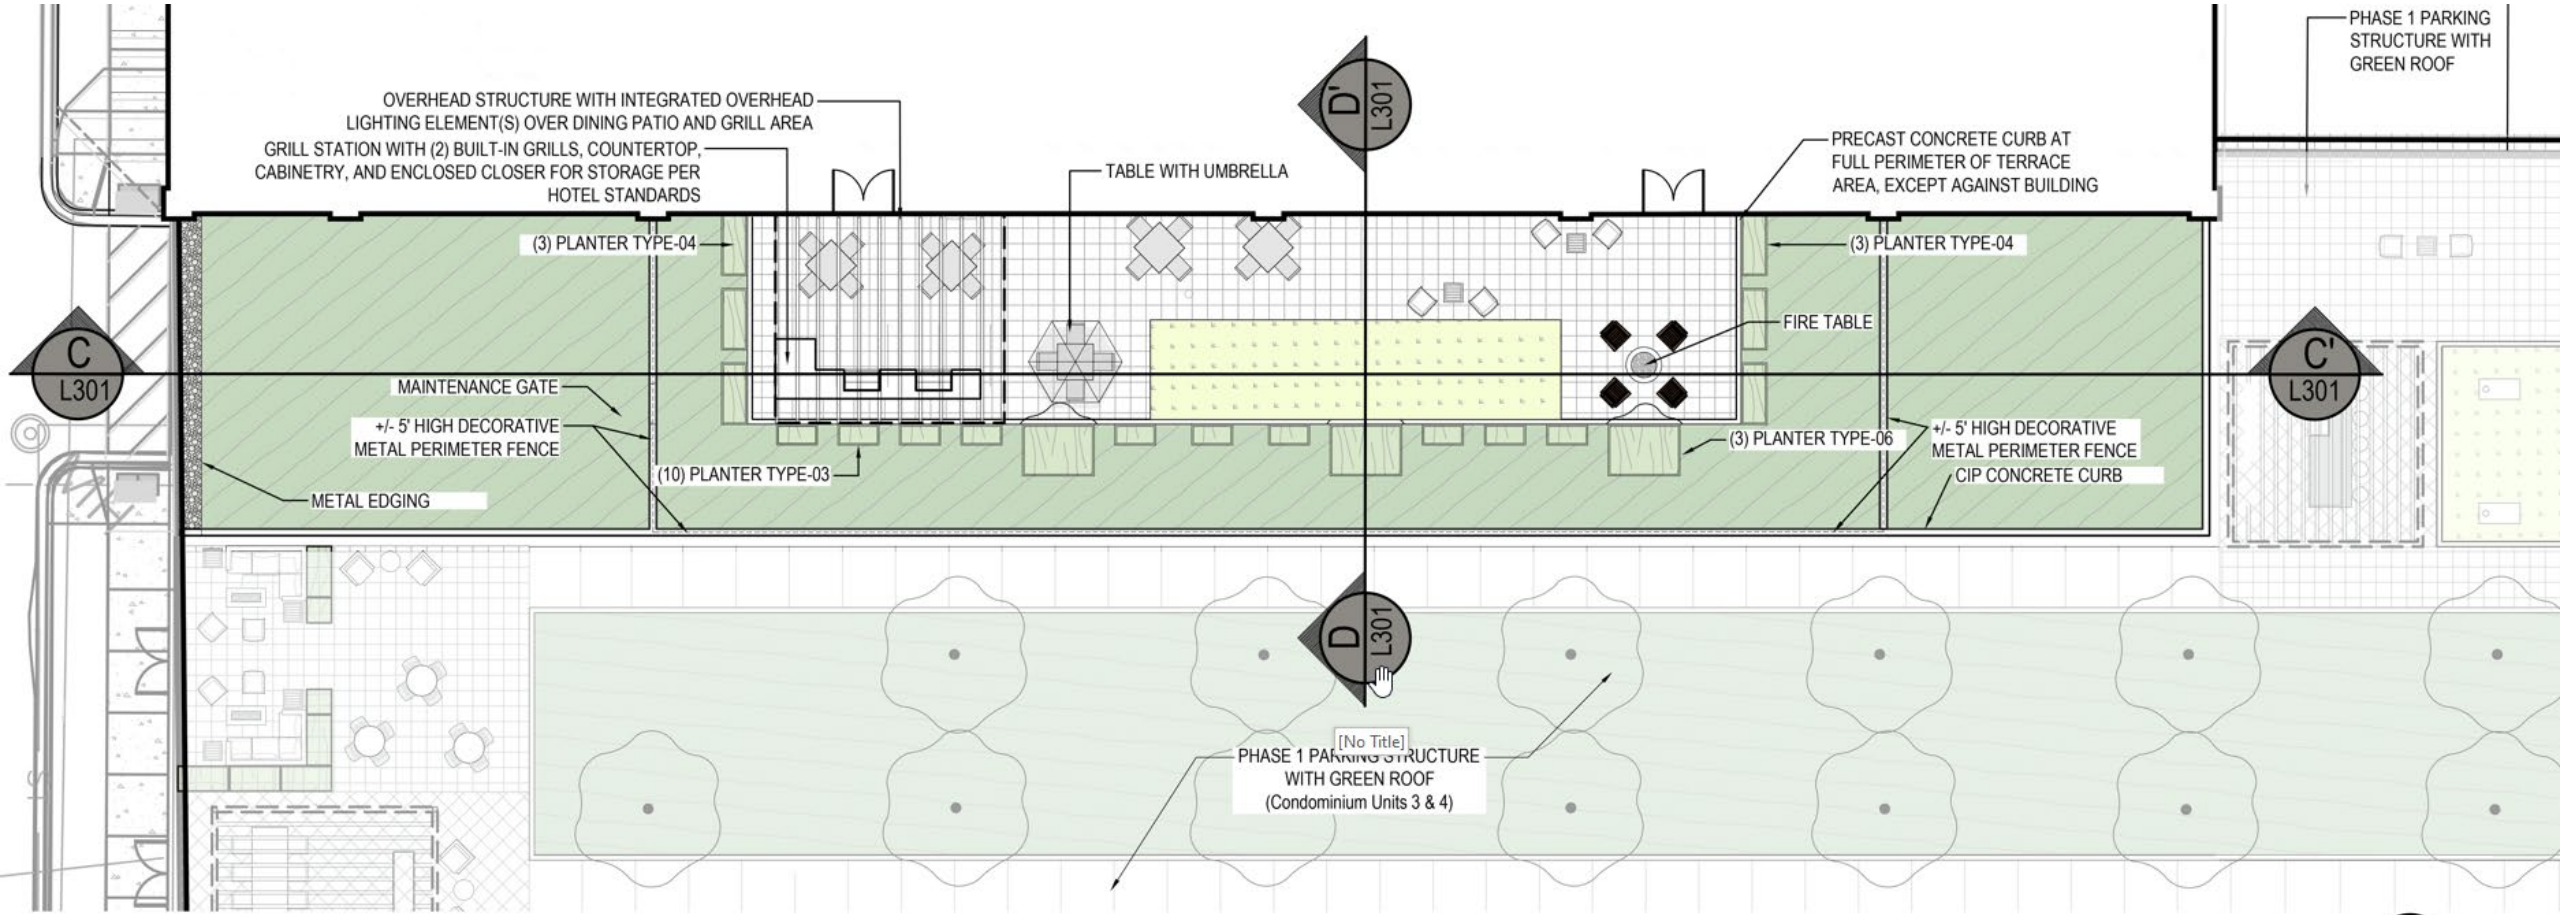 PHASE 1 PARKING
STRUCTURE WITH
GREEN ROOF
OVERHEAD STRUCTURE WITH INTEGRATED OVERHEAD
LIGHTING ELEMENT(S) OVER DINING PATIO AND GRILL AREA
GRILL STATION WITH (2) BUILT-IN GRILLS, COUNTERTOP,
CABINETRY, AND ENCLOSED CLOSER FOR STORAGE PER
HOTEL STANDARDS
D'
L301
TABLE WITH UMBRELLA
PRECAST CONCRETE CURB AT
FULL PERIMETER OF TERRACE
AREA, EXCEPT AGAINST BUILDING
(3) PLANTER TYPE-04
(3) PLANTER TYPE-04
FIRE TABLE
C
L301
C'
L301
MAINTENANCE GATE
+/- 5' HIGH DECORATIVE
METAL PERIMETER FENCE
METAL EDGING
(10) PLANTER TYPE-03
(3) PLANTER TYPE-06
+/- 5' HIGH DECORATIVE
METAL PERIMETER FENCE
CIP CONCRETE CURB
D
L301
[No Title]
PHASE 1 PARKING STRUCTURE
WITH GREEN ROOF
(Condominium Units 3 & 4)